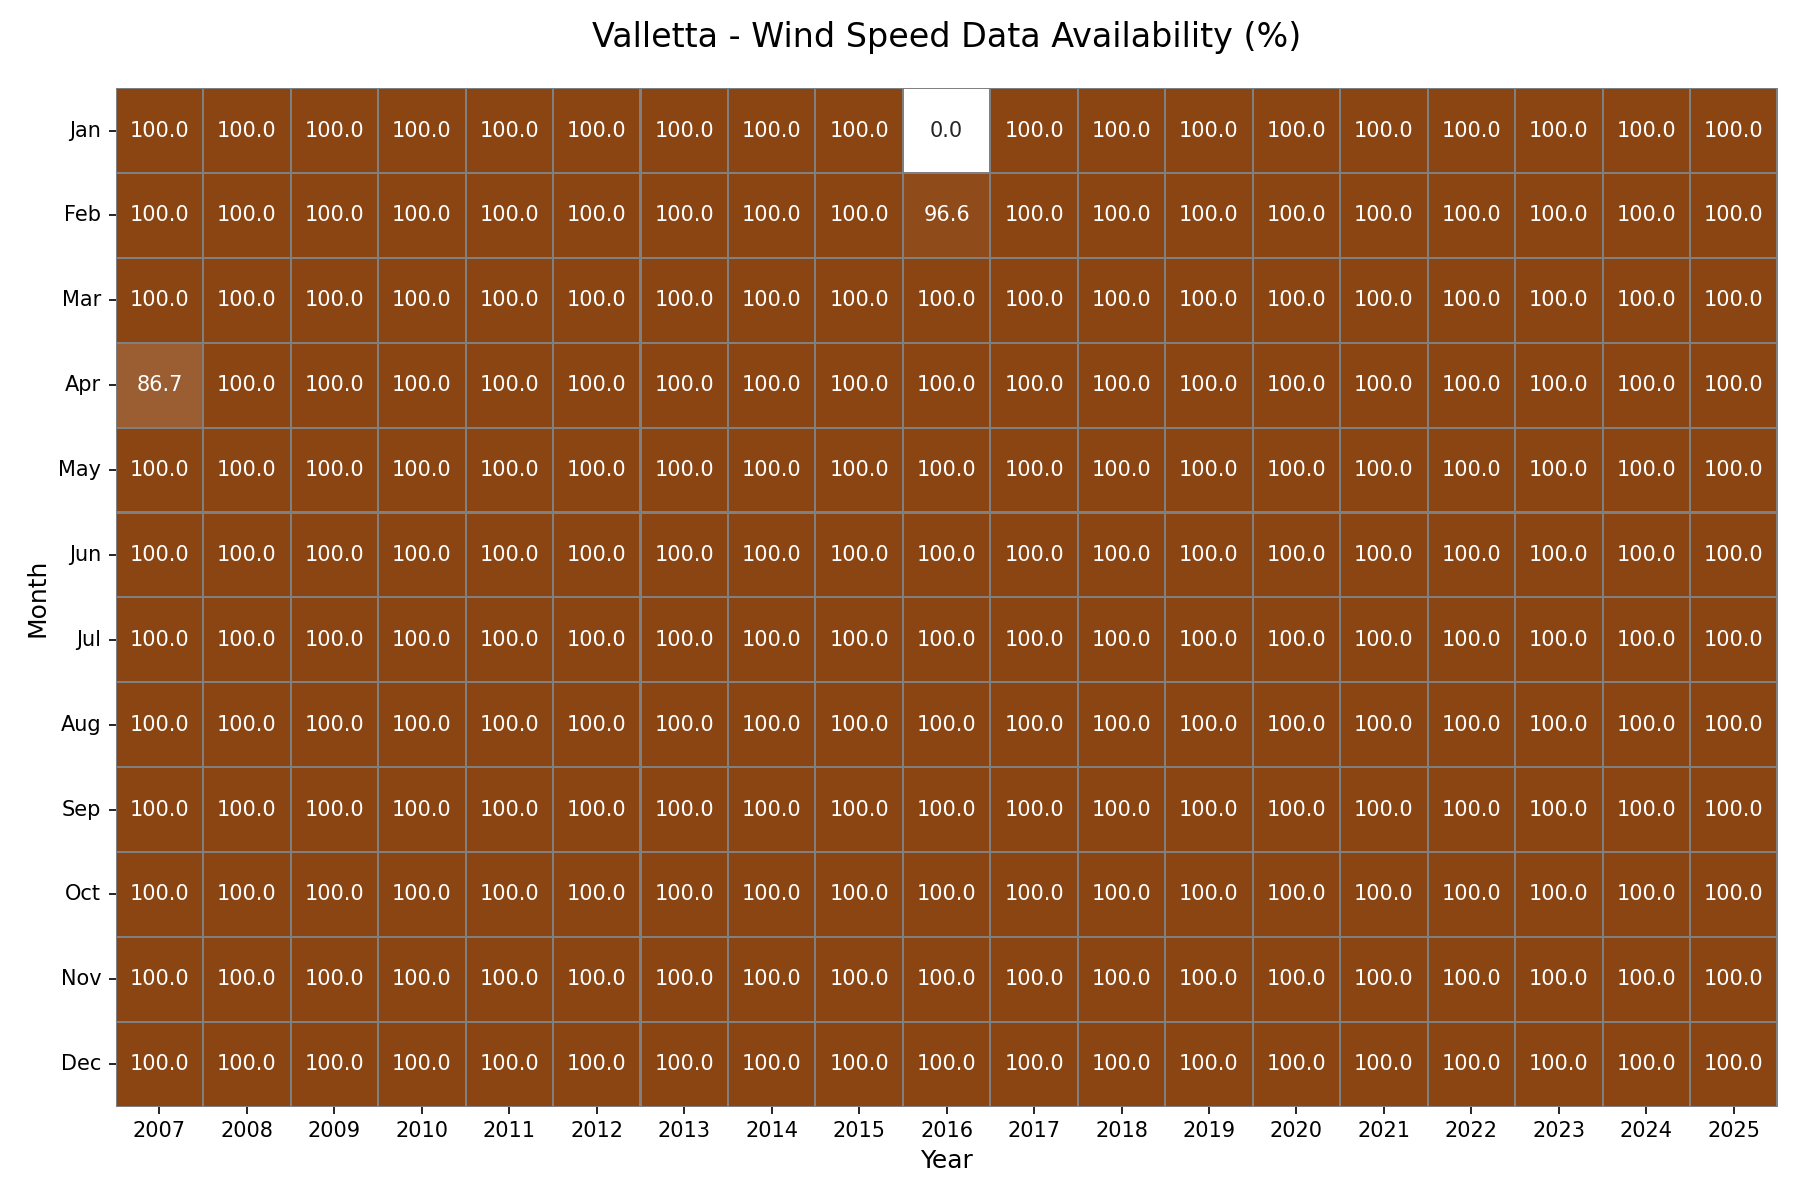 Valletta - Wind Speed Data Availability (%)
Jan 100.0 100.0 100.0 100.0 100.0 100.0 100.0 100.0 100.0 0.0 100.0 100.0 100.0 100.0 100.0 100.0 100.0 100.0 100.0
Feb 100.0 100.0 100.0 100.0 100.0 100.0 100.0 100.0 100.0 96.6 100.0 100.0 100.0 100.0 100.0 100.0 100.0 100.0 100.0
Mar 100.0 100.0 100.0 100.0 100.0 100.0 100.0 100.0 100.0 100.0 100.0 100.0 100.0 100.0 100.0 100.0 100.0 100.0 100.0
Apr 86.7 100.0 100.0 100.0 100.0 100.0 100.0 100.0 100.0 100.0 100.0 100.0 100.0 100.0 100.0 100.0 100.0 100.0 100.0
May 100.0 100.0 100.0 100.0 100.0 100.0 100.0 100.0 100.0 100.0 100.0 100.0 100.0 100.0 100.0 100.0 100.0 100.0 100.0
Jun 100.0 100.0 100.0 100.0 100.0 100.0 100.0 100.0 100.0 100.0 100.0 100.0 100.0 100.0 100.0 100.0 100.0 100.0 100.0
Jul 100.0 100.0 100.0 100.0 100.0 100.0 100.0 100.0 100.0 100.0 100.0 100.0 100.0 100.0 100.0 100.0 100.0 100.0 100.0
Aug 100.0 100.0 100.0 100.0 100.0 100.0 100.0 100.0 100.0 100.0 100.0 100.0 100.0 100.0 100.0 100.0 100.0 100.0 100.0
Sep 100.0 100.0 100.0 100.0 100.0 100.0 100.0 100.0 100.0 100.0 100.0 100.0 100.0 100.0 100.0 100.0 100.0 100.0 100.0
Oct 100.0 100.0 100.0 100.0 100.0 100.0 100.0 100.0 100.0 100.0 100.0 100.0 100.0 100.0 100.0 100.0 100.0 100.0 100.0
Nov 100.0 100.0 100.0 100.0 100.0 100.0 100.0 100.0 100.0 100.0 100.0 100.0 100.0 100.0 100.0 100.0 100.0 100.0 100.0
Dec 100.0 100.0 100.0 100.0 100.0 100.0 100.0 100.0 100.0 100.0 100.0 100.0 100.0 100.0 100.0 100.0 100.0 100.0 100.0
2007 2008 2009 2010 2011 2012 2013 2014 2015 2016 2017 2018 2019 2020 2021 2022 2023 2024 2025
Year
Month